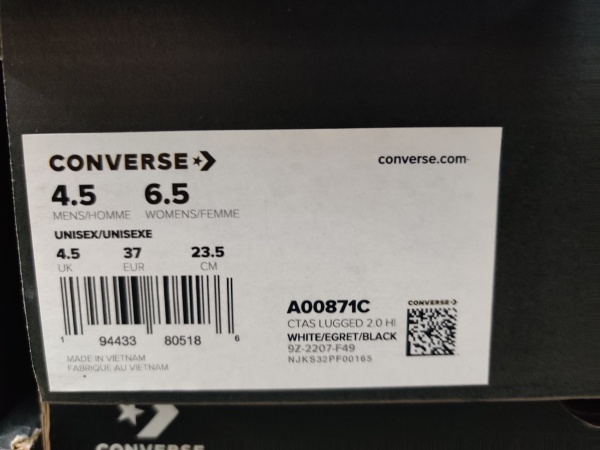 CONVERSE
converse.com
4.5 6.5
MENS/HOMME WOMENS/FEMME
UNISEX/UNISEXE
4.5 37 23.5
UK EUR CM
1 94433 80518 6
MADE IN VIETNAM
FABRIQUE AU VIETNAM
A00871C
CTAS LUGGED 2.0 HI
WHITE/EGRET/BLACK
9Z-2207-F49
NJKS32PF00165
CONVERSE
CONVERSE